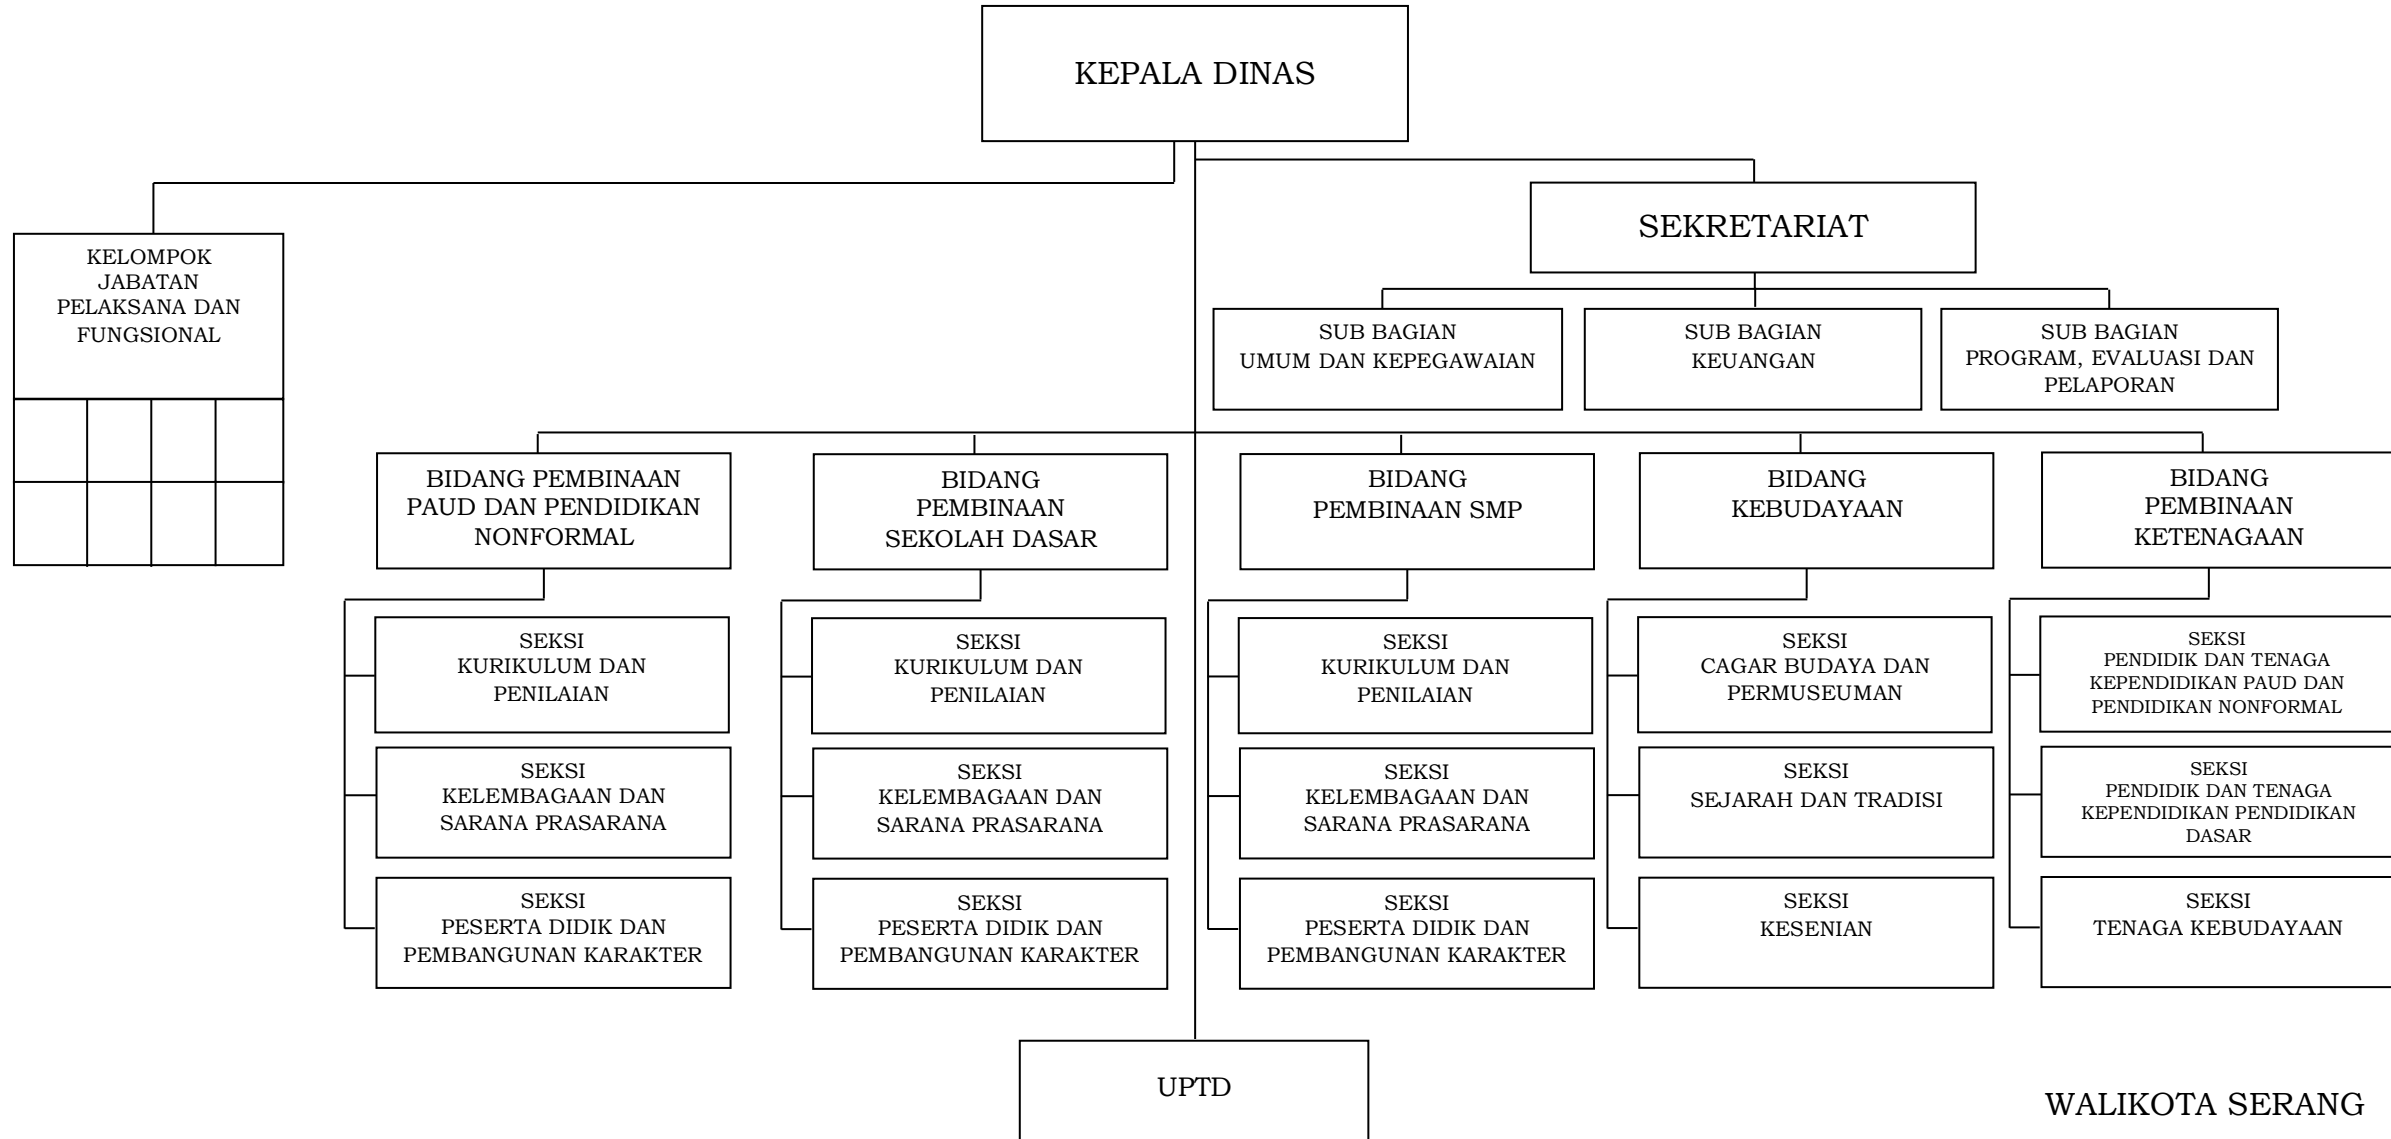 KEPALA DINAS
SEKRETARIAT
KELOMPOK
JABATAN
PELAKSANA DAN
FUNGSIONAL
SUB BAGIAN
UMUM DAN KEPEGAWAIAN
SUB BAGIAN
KEUANGAN
SUB BAGIAN
PROGRAM, EVALUASI DAN
PELAPORAN
BIDANG PEMBINAAN
PAUD DAN PENDIDIKAN
NONFORMAL
BIDANG
PEMBINAAN
SEKOLAH DASAR
BIDANG
PEMBINAAN SMP
BIDANG
KEBUDAYAAN
BIDANG
PEMBINAAN
KETENAGAAN
SEKSI
KURIKULUM DAN
PENILAIAN
SEKSI
KURIKULUM DAN
PENILAIAN
SEKSI
KURIKULUM DAN
PENILAIAN
SEKSI
CAGAR BUDAYA DAN
PERMUSEUMAN
SEKSI
PENDIDIK DAN TENAGA
KEPENDIDIKAN PAUD DAN
PENDIDIKAN NONFORMAL
SEKSI
KELEMBAGAAN DAN
SARANA PRASARANA
SEKSI
KELEMBAGAAN DAN
SARANA PRASARANA
SEKSI
KELEMBAGAAN DAN
SARANA PRASARANA
SEKSI
SEJARAH DAN TRADISI
SEKSI
PENDIDIK DAN TENAGA
KEPENDIDIKAN PENDIDIKAN
DASAR
SEKSI
PESERTA DIDIK DAN
PEMBANGUNAN KARAKTER
SEKSI
PESERTA DIDIK DAN
PEMBANGUNAN KARAKTER
SEKSI
PESERTA DIDIK DAN
PEMBANGUNAN KARAKTER
SEKSI
KESENIAN
SEKSI
TENAGA KEBUDAYAAN
UPTD
WALIKOTA SERANG